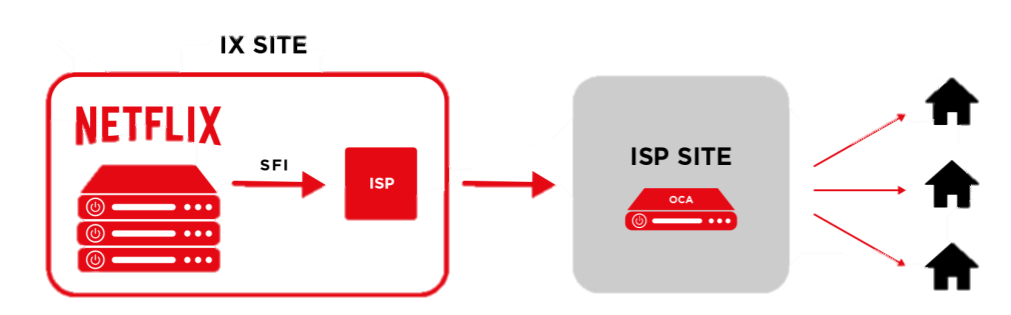 IX SITE
NETFLIX
SFI
ISP
ISP SITE
OCA